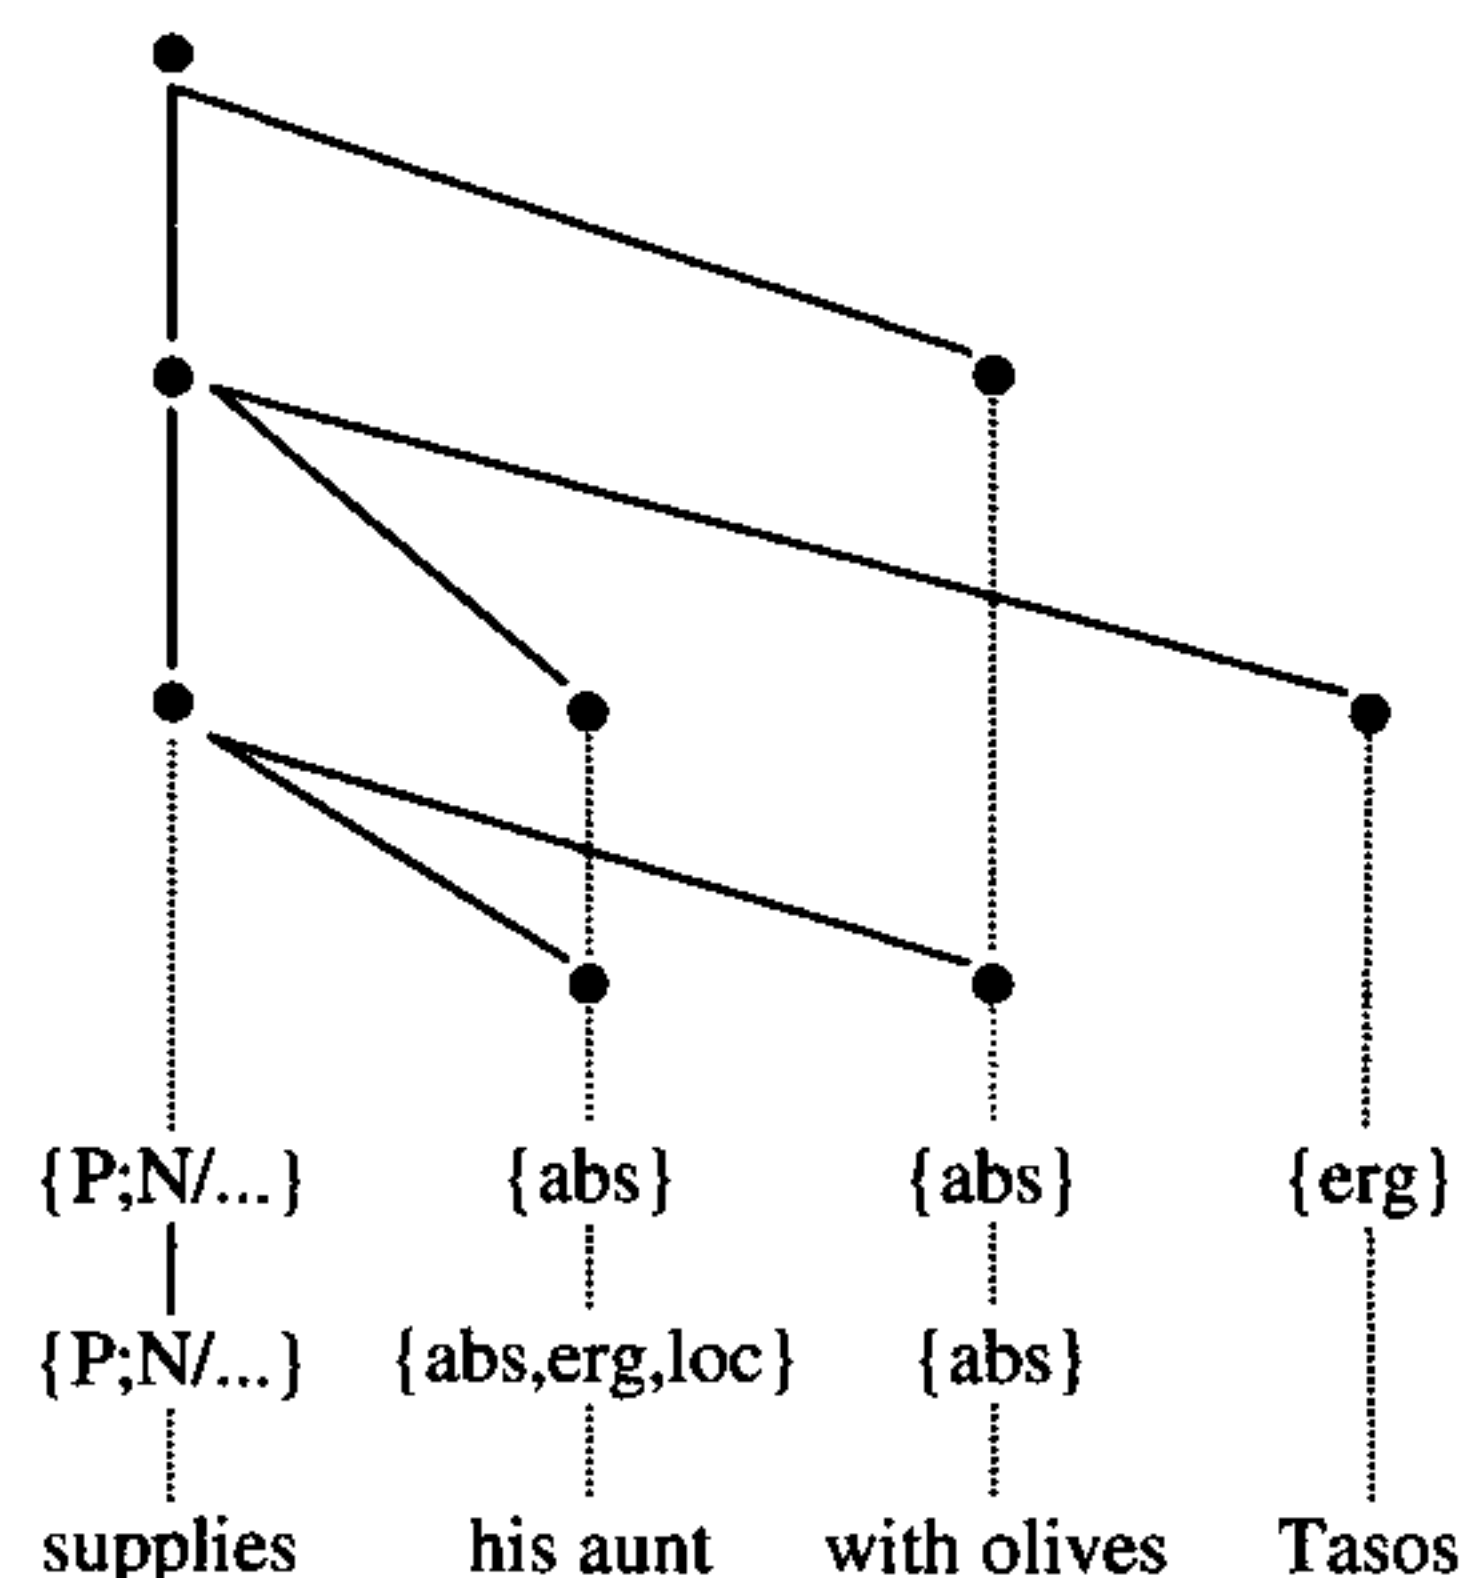 {P;N/...} {abs} {abs} {erg}
{P;N/...} {abs,erg,loc} {abs}
supplies his aunt with olives Tasos